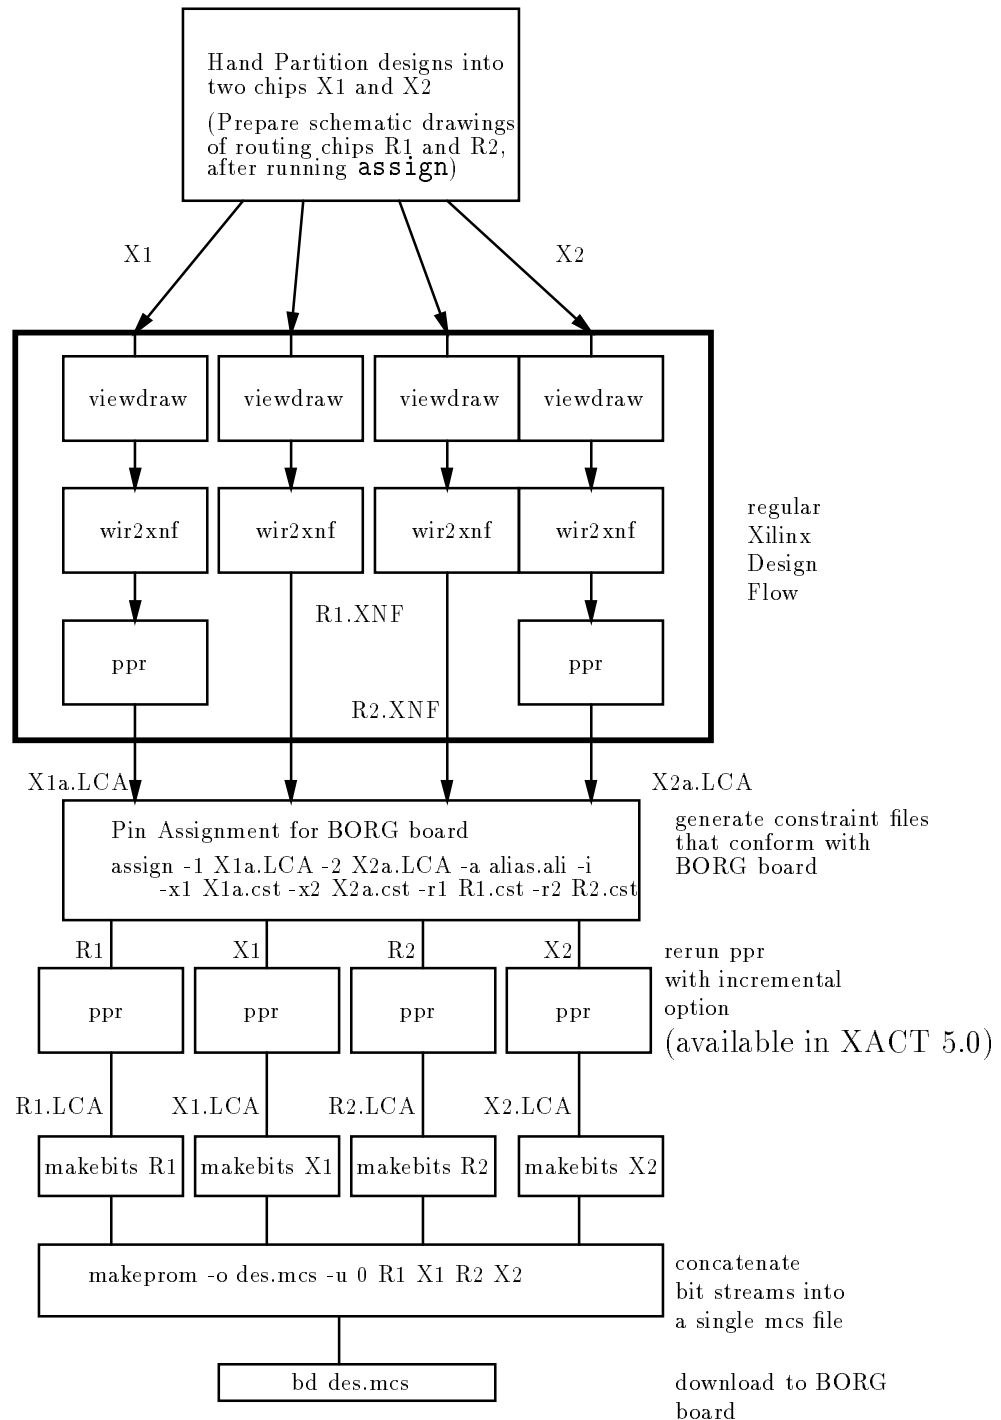 Hand Partition designs into
two chips X1 and X2
(Prepare schematic drawings
of routing chips R1 and R2,
after running assign)
X1
X2
viewdraw
viewdraw
viewdraw
viewdraw
wir2xnf
wir2xnf
wir2xnf
wir2xnf
regular
Xilinx
Design
Flow
R1.XNF
ppr
ppr
R2.XNF
X1a.LCA
X2a.LCA
Pin Assignment for BORG board
assign -1 X1a.LCA -2 X2a.LCA -a alias.ali -i
-x1 X1a.cst -x2 X2a.cst -r1 R1.cst -r2 R2.cst
generate constraint files
that conform with
BORG board
R1
X1
R2
X2
ppr
ppr
ppr
ppr
rerun ppr
with incremental
option
(available in XACT 5.0)
R1.LCA
X1.LCA
R2.LCA
X2.LCA
makebits R1
makebits X1
makebits R2
makebits X2
makeprom -o des.mcs -u 0 R1 X1 R2 X2
concatenate
bit streams into
a single mcs file
bd des.mcs
download to BORG
board